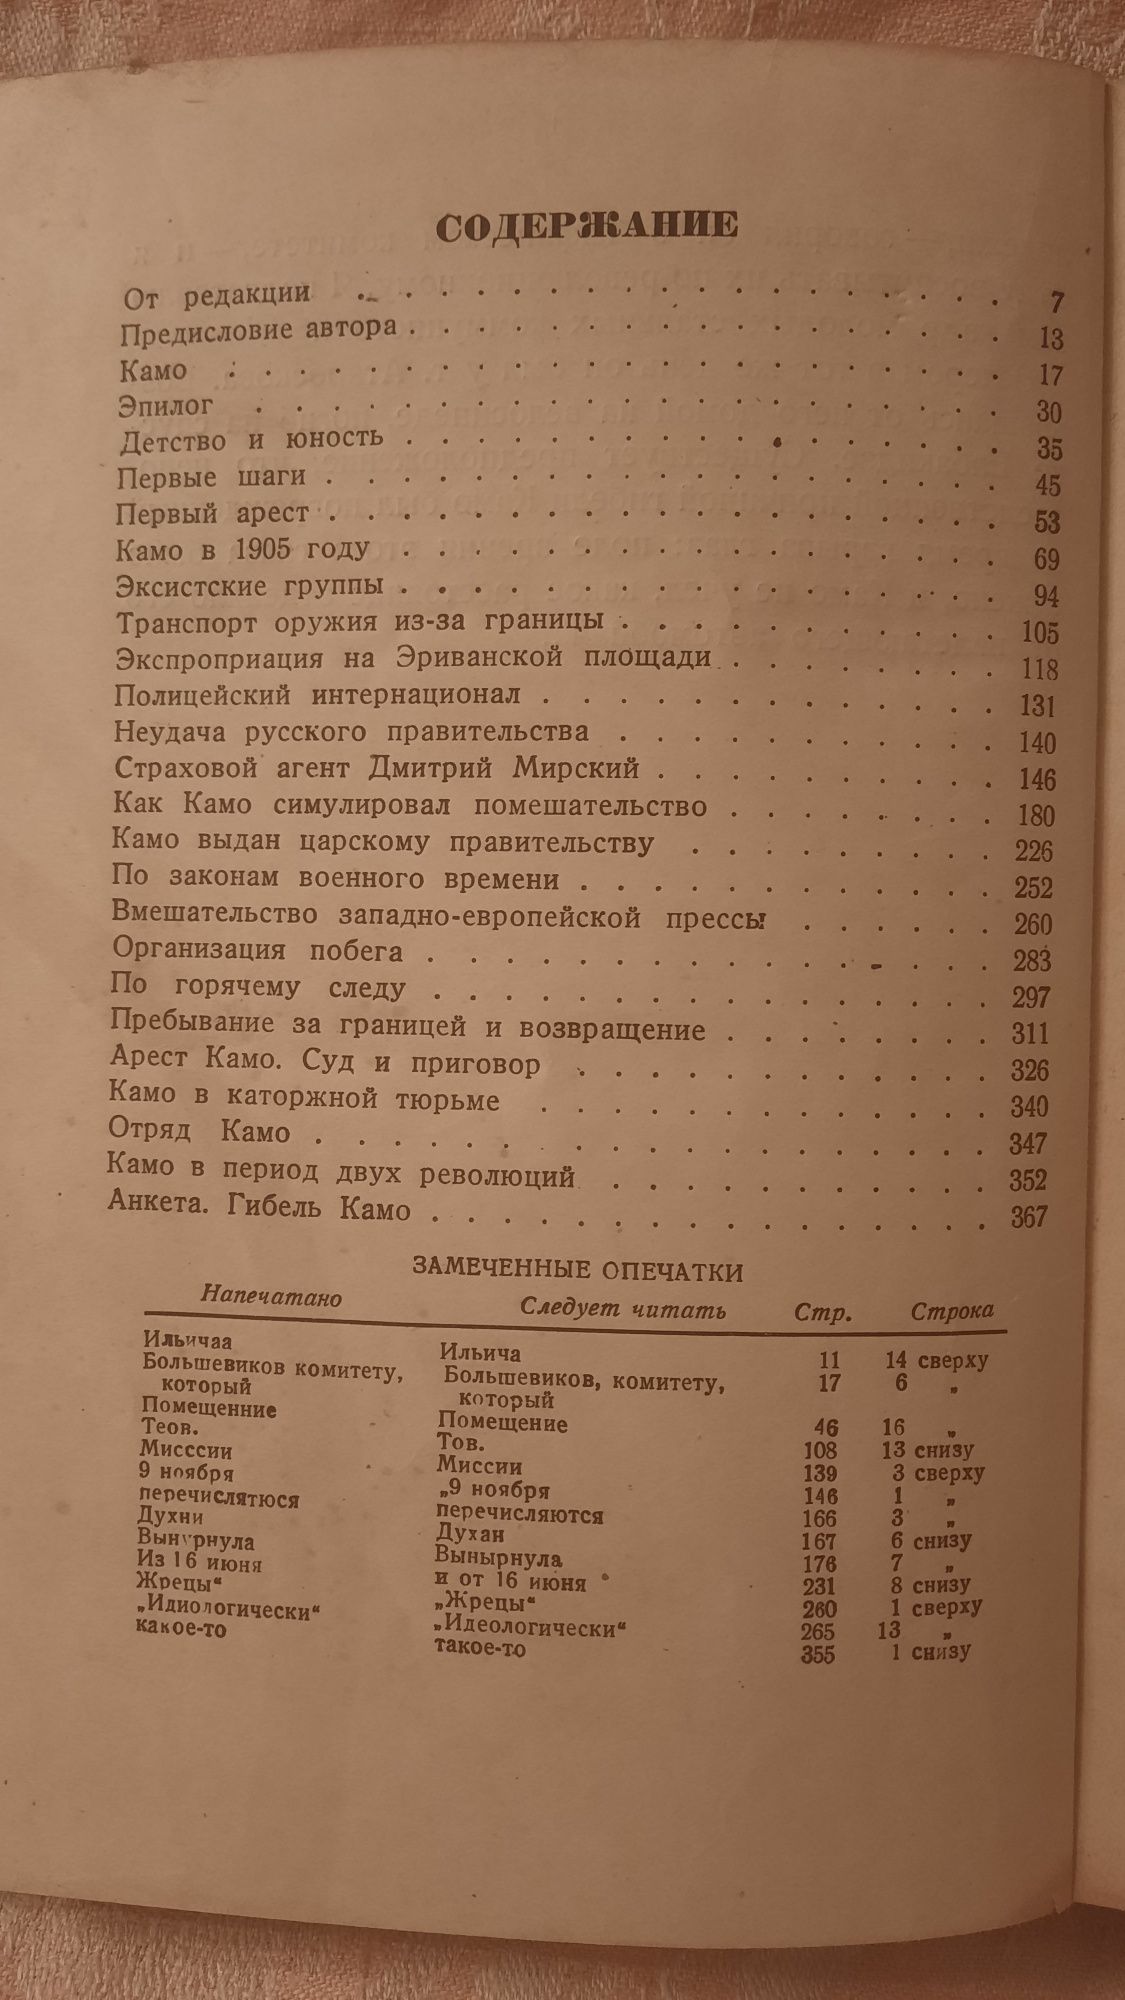 СОДЕРЖАНИЕ
От редакции . . . . . . . . . . . . . . . . . . 7
Предисловие автора . . . . . . . . . . . . . . . . . 13
Камо . . . . . . . . . . . . . . . . . . . . . 17
Эпилог . . . . . . . . . . . . . . . . . . . . . 30
Детство и юность . . . . . . . . . . . . . . . . . 35
Первые шаги . . . . . . . . . . . . . . . . . . . 45
Первый арест . . . . . . . . . . . . . . . . . . . 53
Камо в 1905 году . . . . . . . . . . . . . . . . . 69
Эксистские группы . . . . . . . . . . . . . . . . . 94
Транспорт оружия из-за границы . . . . . . . . . . . 105
Экспроприация на Эриванской площади . . . . . . . . 118
Полицейский интернационал . . . . . . . . . . . . . 131
Неудача русского правительства . . . . . . . . . . . 140
Страховой агент Дмитрий Мирский . . . . . . . . . . 146
Как Камо симулировал помешательство . . . . . . . . 180
Камо выдан царскому правительству . . . . . . . . . 226
По законам военного времени . . . . . . . . . . . . 252
Вмешательство западно-европейской прессы . . . . . . 260
Организация побега . . . . . . . . . . . . . . . . 283
По горячему следу . . . . . . . . . . . . . . . . 297
Пребывание за границей и возвращение . . . . . . . . 311
Арест Камо. Суд и приговор . . . . . . . . . . . . 326
Камо в каторжной тюрьме . . . . . . . . . . . . . 340
Отряд Камо . . . . . . . . . . . . . . . . . . . 347
Камо в период двух революций . . . . . . . . . . . 352
Анкета. Гибель Камо . . . . . . . . . . . . . . . . 367
ЗАМЕЧЕННЫЕ ОПЕЧАТКИ
Напечатано Следует читать Стр. Строка
Ильичаа Ильича 11 14 сверху
Большевиков комитету, Большевиков, комитету, 17 6 „
который который
Помещенние Помещение 46 16 „
Теов. Тов. 108 13 снизу
Мисссии Миссии 139 3 сверху
9 ноября „9 ноября 146 1 „
перечислятюся перечисляются 166 3 „
Духни Духан 167 6 снизу
Вынурнула Вынырнула 176 7 „
Из 16 июня и от 16 июня 231 8 снизу
Жрецы“ „Жрецы“ 260 1 сверху
„Идиологически“ „Идеологически“ 265 13 „
какое-то такое-то 355 1 снизу